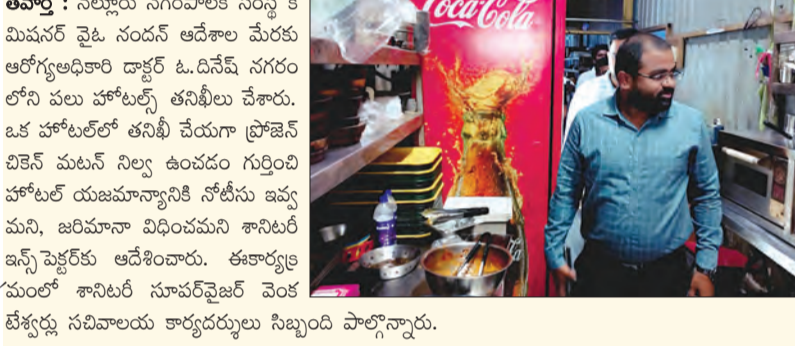 తవార్త : నెల్లూరు నగరపాలక సంస్థ క
మిషనర్ వైఓ నందన్ ఆదేశాల మేరకు
ఆరోగ్యఅధికారి డాక్టర్ ఓ.దినేష్ నగరం
లోని పలు హోటల్స్ తనిఖీలు చేశారు.
ఒక హోటల్‌లో తనిఖీ చేయగా ఫ్రోజెన్
చికెన్ మటన్ నిల్వ ఉంచడం గుర్తించి
హోటల్ యజమాన్యానికి నోటీసు ఇవ్వ
మని, జరిమానా విధించమని శానిటరీ
ఇన్స్‌పెక్టర్‌కు ఆదేశించారు. ఈకార్యక్ర
మంలో శానిటరీ సూపర్‌వైజర్ వెంక
టేశ్వర్లు సచివాలయ కార్యదర్శులు సిబ్బంది పాల్గొన్నారు.
Coca-Cola